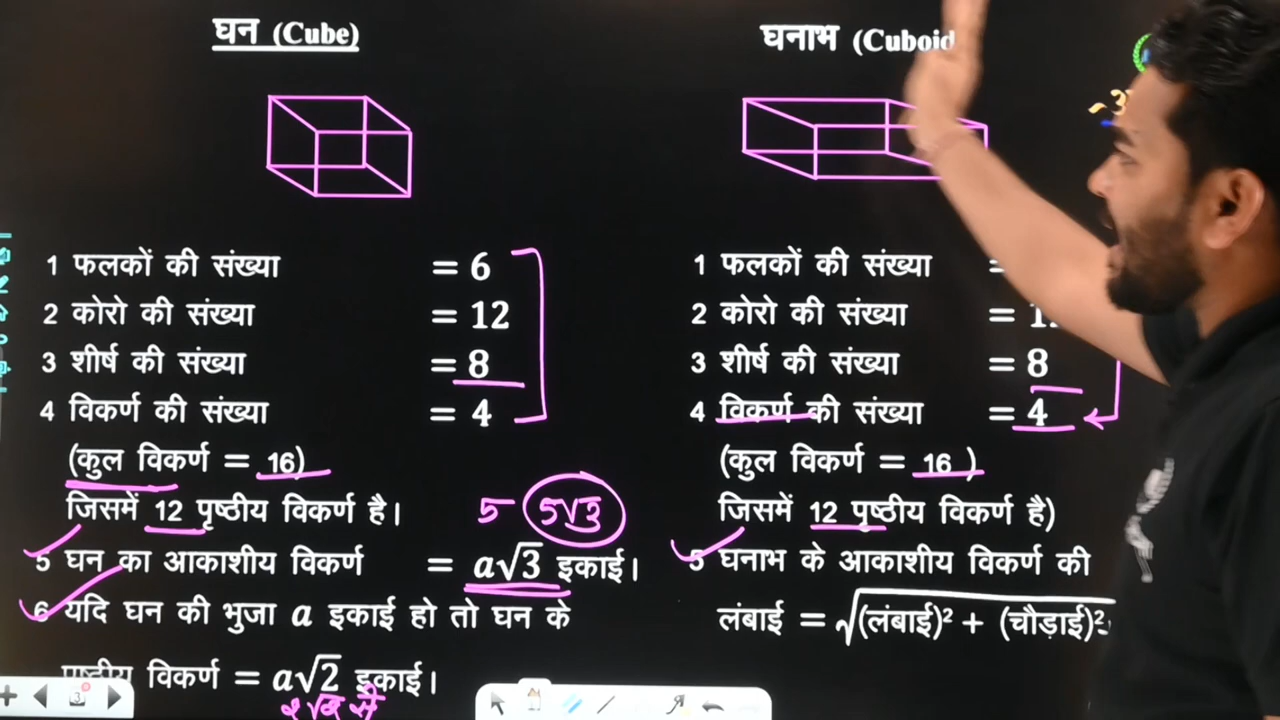 घन (Cube)
1 फलकों की संख्या = 6
2 कोरो की संख्या = 12
3 शीर्ष की संख्या = 8
4 विकर्ण की संख्या = 4
(कुल विकर्ण = 16)
जिसमें 12 पृष्ठीय विकर्ण है।
5 5√3
5 घन का आकाशीय विकर्ण = a√3 इकाई।
6 यदि घन की भुजा a इकाई हो तो घन के
पृष्ठीय विकर्ण = a√2 इकाई।
घनाभ (Cuboid
1 फलकों की संख्या =
2 कोरो की संख्या =
3 शीर्ष की संख्या = 8
4 विकर्ण की संख्या = 4
(कुल विकर्ण = 16 )
जिसमें 12 पृष्ठीय विकर्ण है)
5 घनाभ के आकाशीय विकर्ण की
लंबाई = √(लंबाई)² + (चौड़ाई)²
3